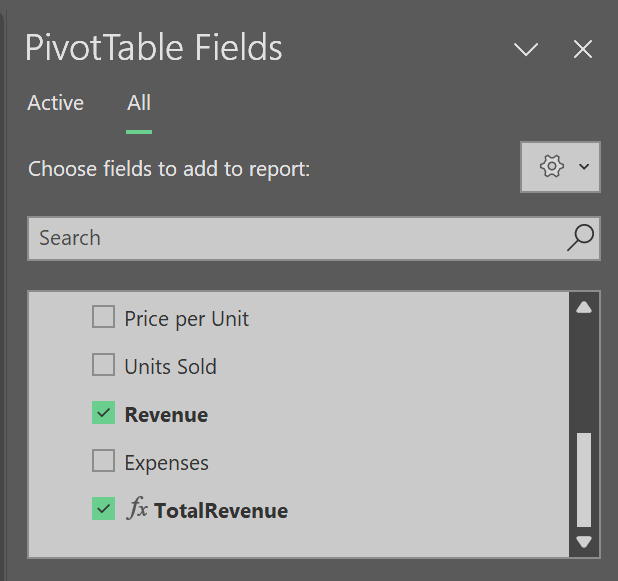 PivotTable Fields
Active All
Choose fields to add to report:
Search
Price per Unit
Units Sold
Revenue
Expenses
fx TotalRevenue